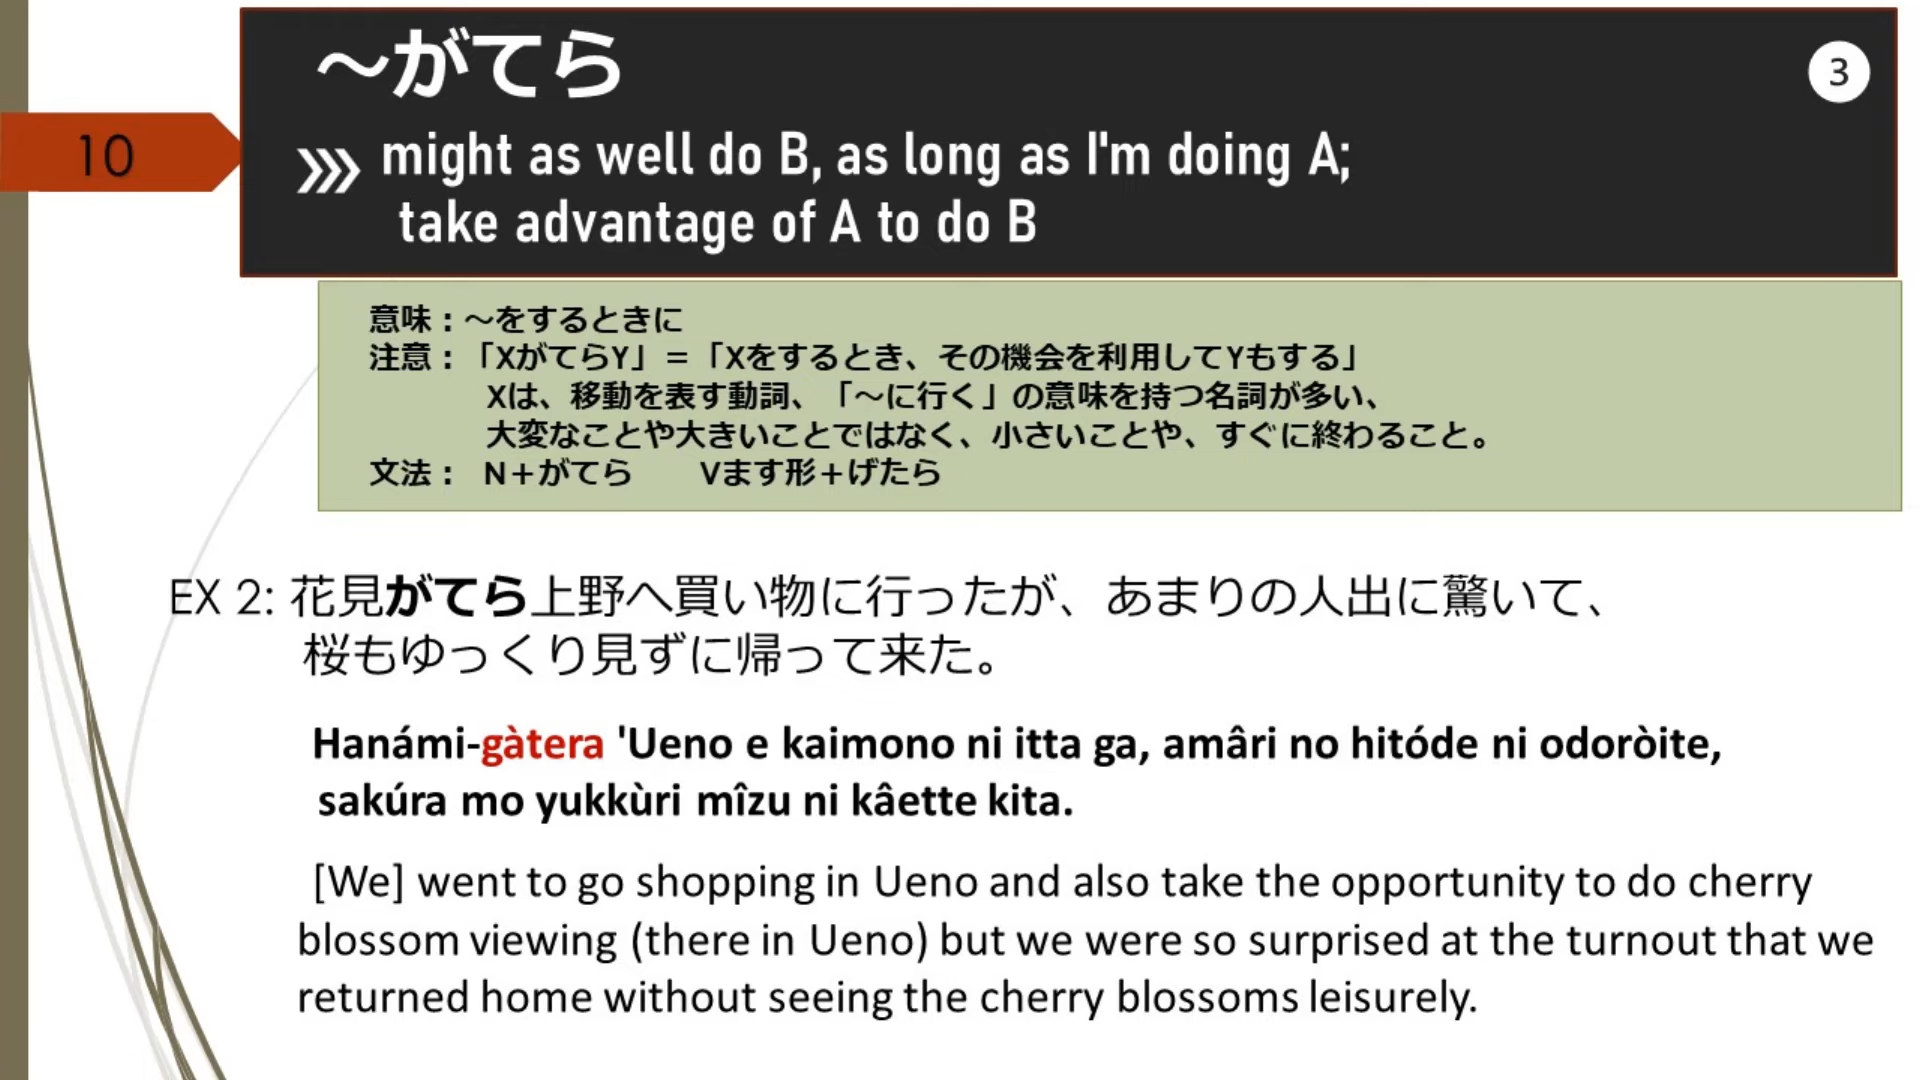 ～がてら
3
10
might as well do B, as long as I'm doing A;
take advantage of A to do B
意味：～をするときに
注意：「XがてらY」＝「Xをするとき、その機会を利用してYもする」
Xは、移動を表す動詞、「～に行く」の意味を持つ名詞が多い、
大変なことや大きいことではなく、小さいことや、すぐに終わること。
文法： N＋がてら　　Vます形＋げたら
EX 2: 花見がてら上野へ買い物に行ったが、あまりの人出に驚いて、
桜もゆっくり見ずに帰って来た。
Hanámi-gàtera 'Ueno e kaimono ni itta ga, amâri no hitóde ni odoròite,
sakúra mo yukkùri mîzu ni kâette kita.
[We] went to go shopping in Ueno and also take the opportunity to do cherry
blossom viewing (there in Ueno) but we were so surprised at the turnout that we
returned home without seeing the cherry blossoms leisurely.